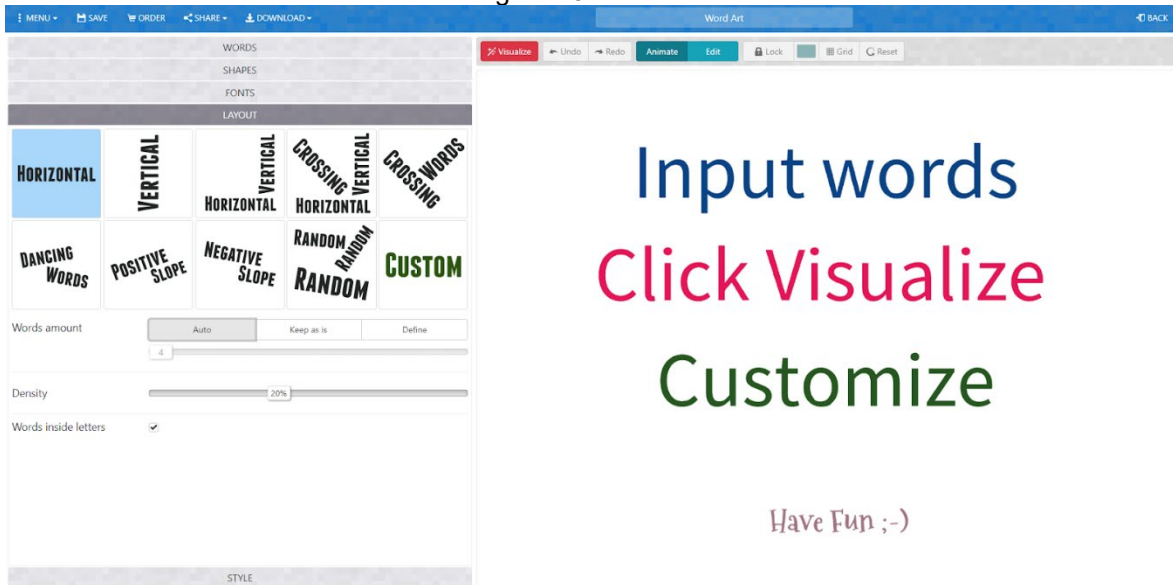 MENU SAVE ORDER SHARE DOWNLOAD Word Art BACK
WORDS
SHAPES
FONTS
LAYOUT
HORIZONTAL
VERTICAL
HORIZONTAL VERTICAL
CROSSING HORIZONTAL VERTICAL
CROSSING WORDS
DANCING WORDS
POSITIVE SLOPE
NEGATIVE SLOPE
RANDOM RANDOM RANDOM
CUSTOM
Words amount Auto Keep as is Define
4
Density 20%
Words inside letters
STYLE
Visualize Undo Redo Animate Edit Lock Grid Reset
Input words
Click Visualize
Customize
Have Fun ;-)